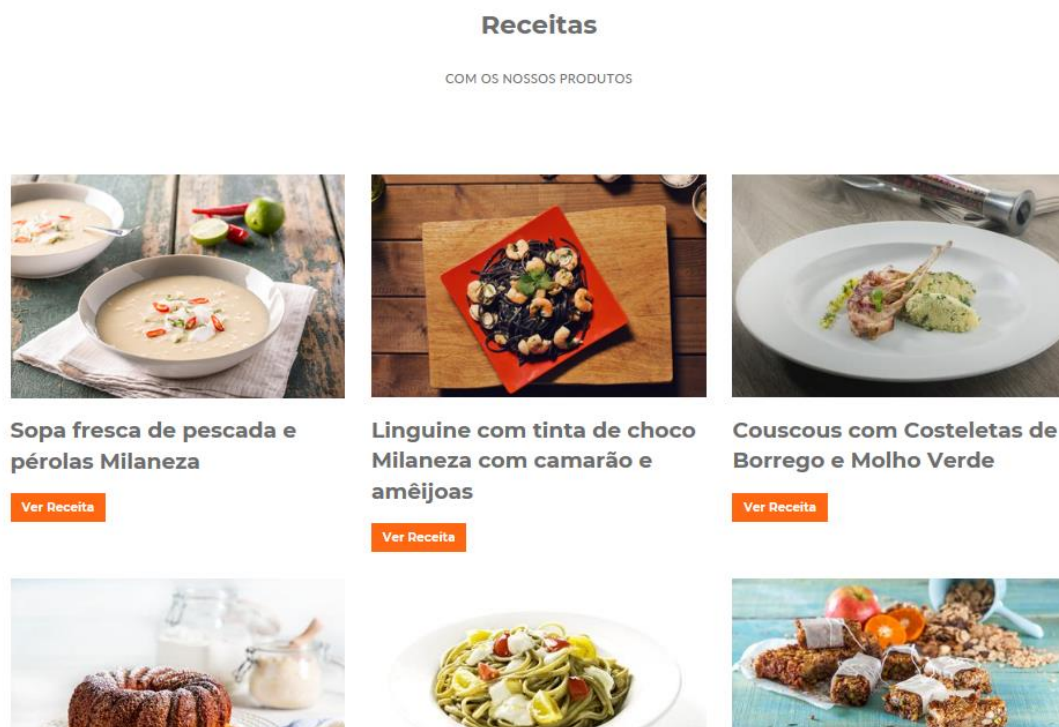 Receitas
COM OS NOSSOS PRODUTOS
Sopa fresca de pescada e
pérolas Milaneza
Ver Receita
Linguine com tinta de choco
Milaneza com camarão e
amêijoas
Ver Receita
Couscous com Costeletas de
Borrego e Molho Verde
Ver Receita